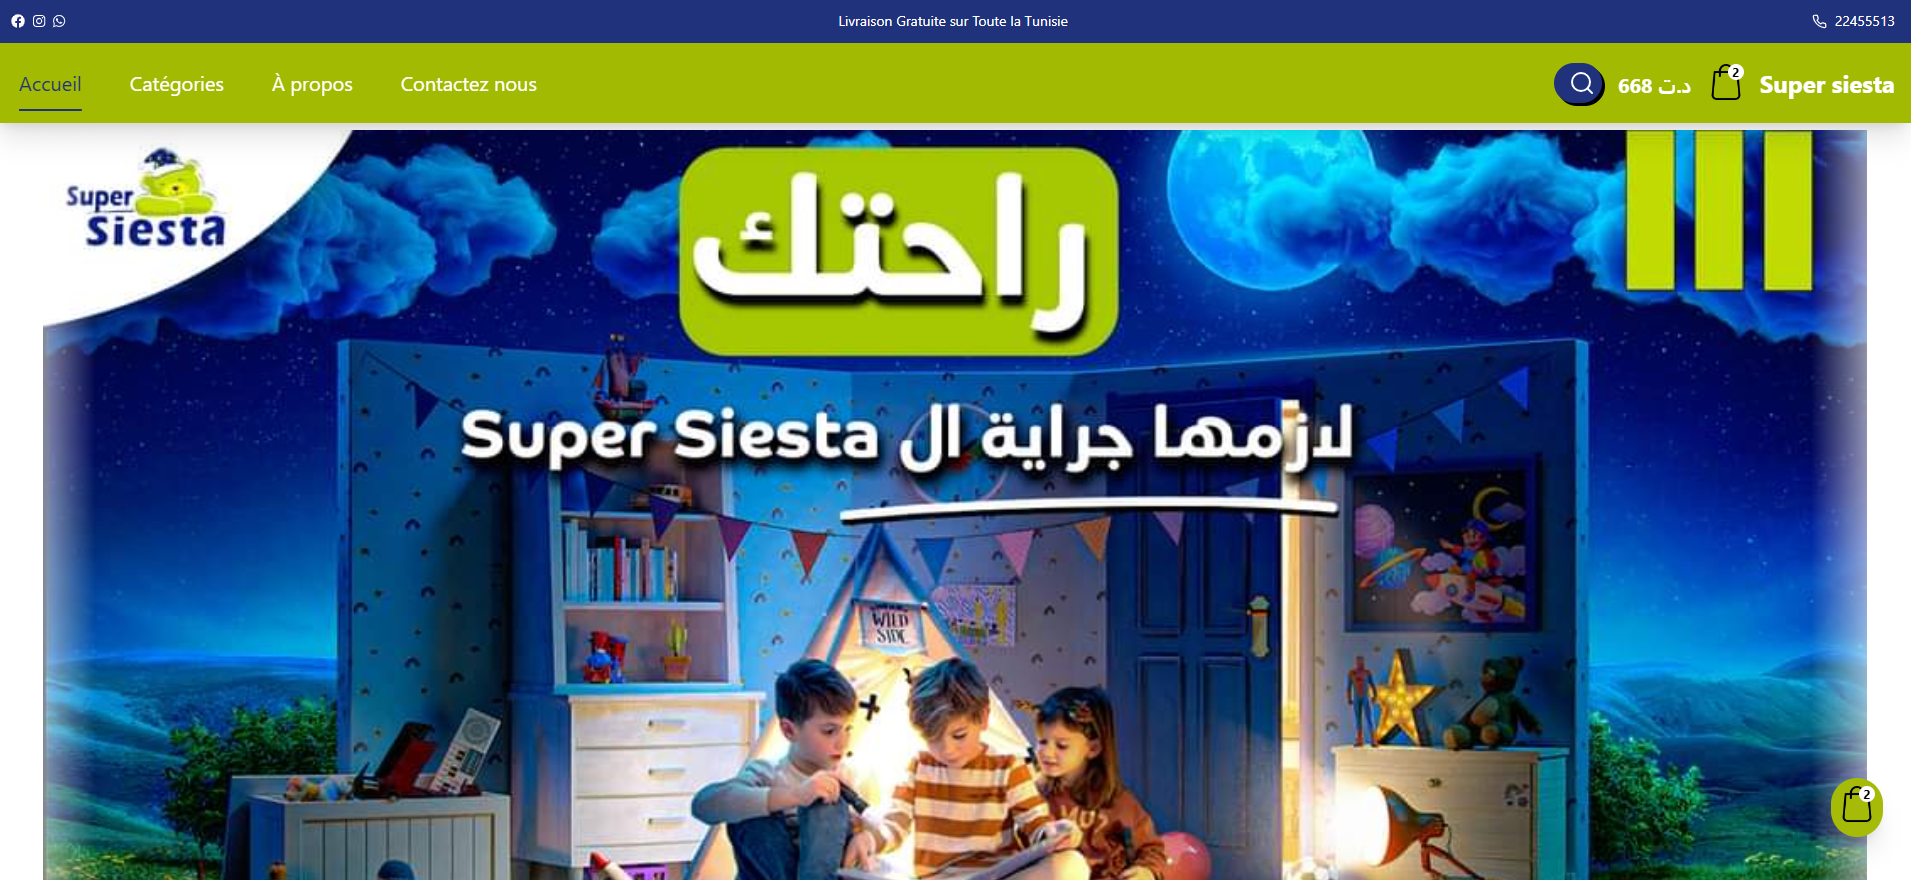 Livraison Gratuite sur Toute la Tunisie
22455513
Accueil
Catégories
À propos
Contactez nous
668 د.ت
2
Super siesta
Super
Siesta
راحتك
لازمها جراية ال Super Siesta
WILD
SIDE
2